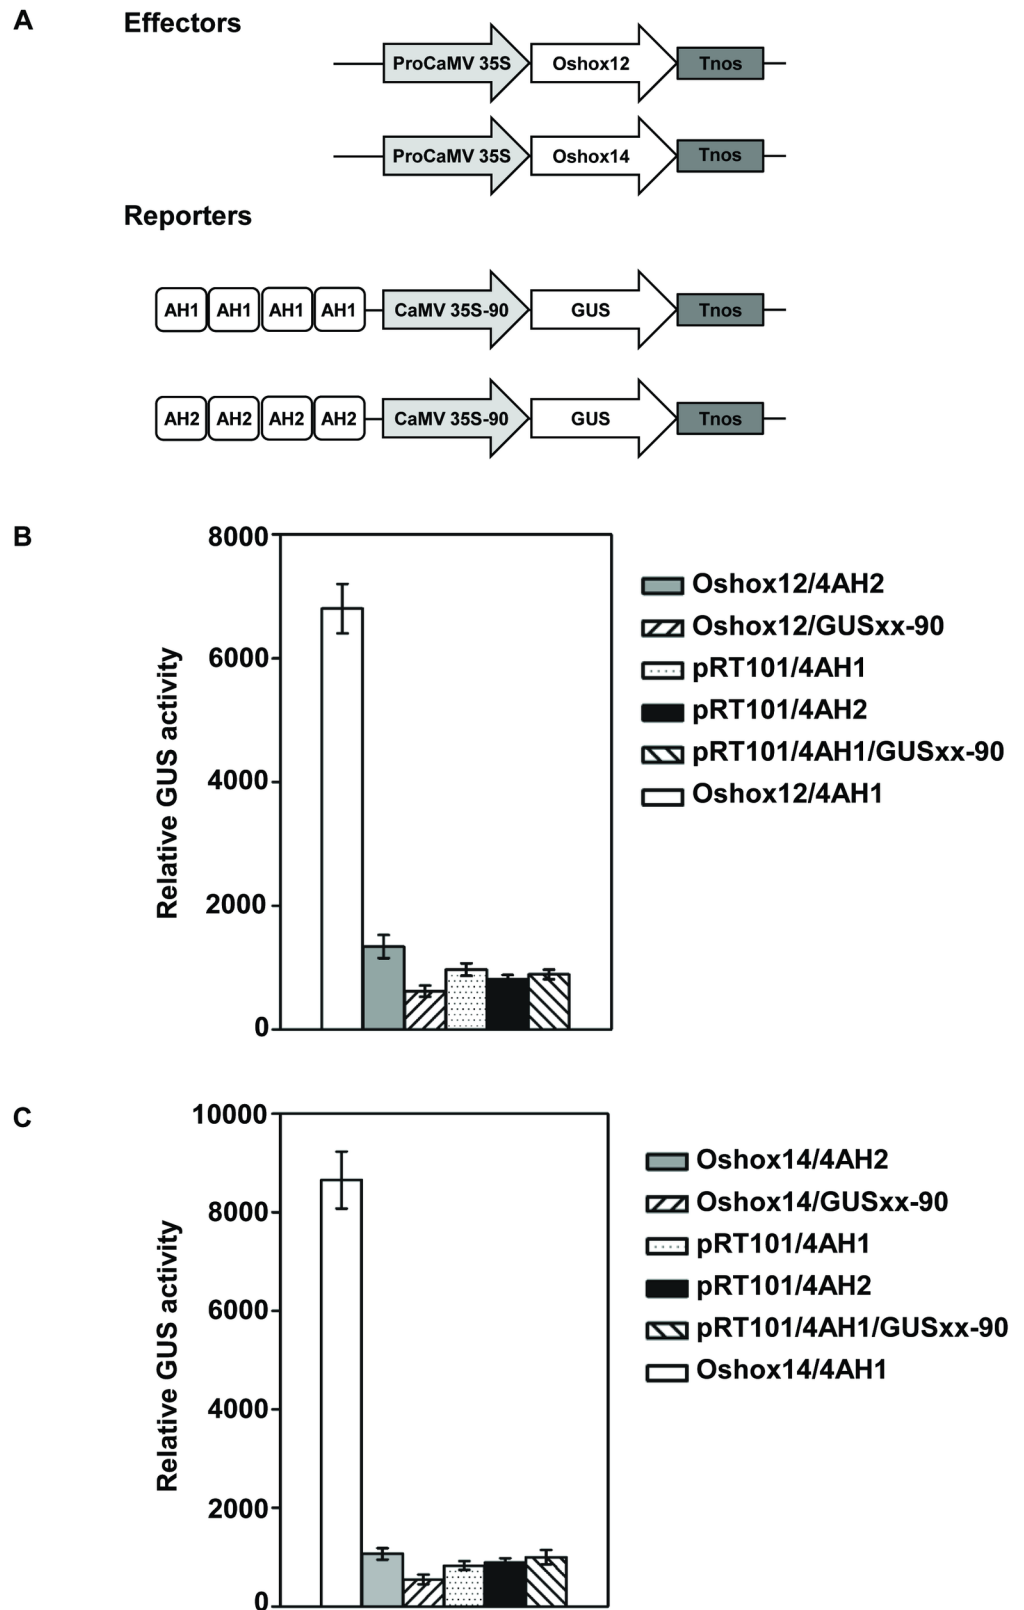 A
Effectors
ProCaMV 35S Oshox12 Tnos
ProCaMV 35S Oshox14 Tnos
Reporters
AH1 AH1 AH1 AH1 CaMV 35S-90 GUS Tnos
AH2 AH2 AH2 AH2 CaMV 35S-90 GUS Tnos
B
Relative GUS activity
8000
6000
4000
2000
0
Oshox12/4AH2
Oshox12/GUSxx-90
pRT101/4AH1
pRT101/4AH2
pRT101/4AH1/GUSxx-90
Oshox12/4AH1
C
Relative GUS activity
10000
8000
6000
4000
2000
0
Oshox14/4AH2
Oshox14/GUSxx-90
pRT101/4AH1
pRT101/4AH2
pRT101/4AH1/GUSxx-90
Oshox14/4AH1